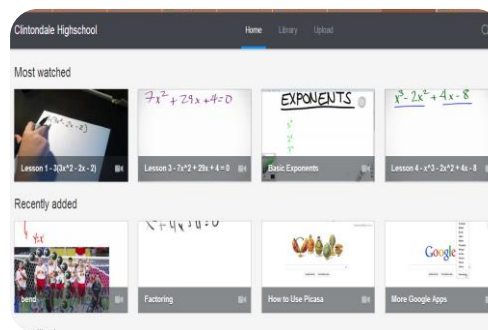 Clintondale Highschool
Home Library Upload
Most watched
7x² + 29x + 4 = 0
EXPONENTS
x³ - 2x² + 4x - 8
Lesson 1 - 3(3x^2 - 2x - 2)
Lesson 3 - 7x^2 + 29x + 4 = 0
Basic Exponents
Lesson 4 - x^3 - 2x^2 + 4x - 8
Recently added
y=x
Google
bend
Factoring
How to Use Picasa
More Google Apps